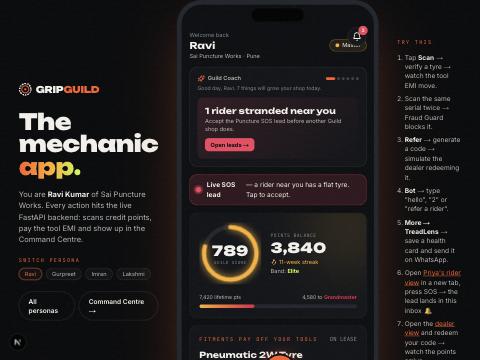 GRIPGUILD
The
mechanic
app.
You are Ravi Kumar of Sai Puncture
Works. Every action hits the live
FastAPI backend: scans credit points,
pay the tool EMI and show up in the
Command Centre.
SWITCH PERSONA
Ravi
Gurpreet
Imran
Lakshmi
All
personas
Command Centre
→
N
Welcome back
Ravi
Sai Puncture Works · Pune
1
Guild Coach
Good day, Ravi. 7 things will grow your shop today.
1 rider stranded near you
Accept the Puncture SOS lead before another Guild
shop does.
Open leads →
Live SOS
lead
— a rider near you has a flat tyre.
Tap to accept.
789
GUILD SCORE
POINTS BALANCE
3,840
11-week streak
Band: Elite
7,420 lifetime pts
4,580 to Grandmaster
FITMENTS PAY OFF YOUR TOOLS
ON LEASE
Pneumatic 2W Tyre
TRY THIS
1. Tap Scan →
verify a tyre →
watch the tool
EMI move.
2. Scan the same
serial twice →
Fraud Guard
blocks it.
3. Refer → generate
a code →
simulate the
dealer redeeming
it.
4. Bot → type
"hello", "2" or
"refer a rider".
5. More →
TreadLens →
save a health
card and send it
on WhatsApp.
6. Open Priya's rider
view in a new tab,
press SOS → the
lead lands in this
inbox 🔔
7. Open the dealer
view and redeem
your code →
watch the points